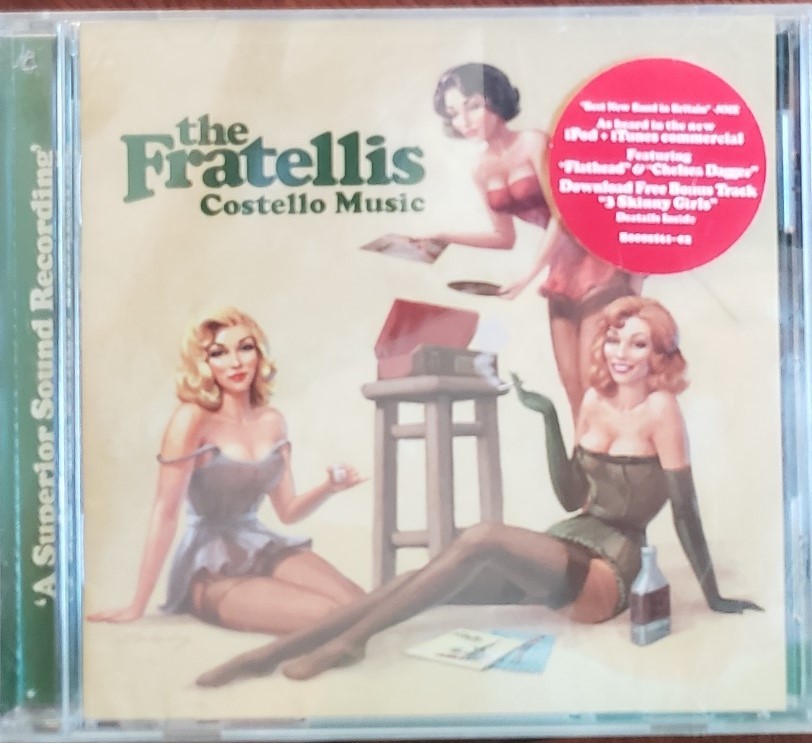 'A Superior Sound Recording'
the
Fratellis
Costello Music
"Best New Band in Britain" -NME
As heard in the new
iPod + iTunes commercial
Featuring
"Flathead" & "Chelsea Dagger"
Download Free Bonus Track
"3 Skinny Girls"
Details Inside